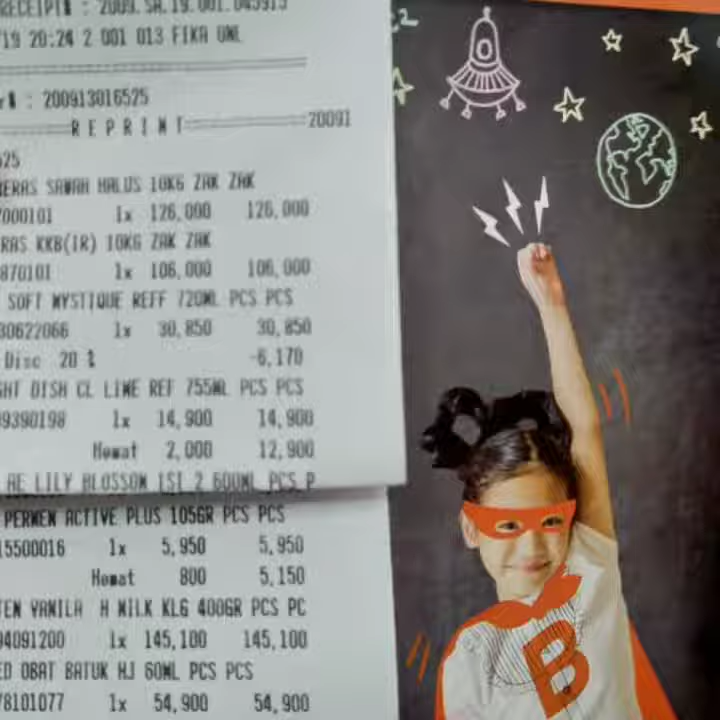 RECEIPT# : 2009.SA.19.001.045915
/19 20:24 2 001 013 FIKA UNL
r# : 200913016525
R E P R I N T
20091
525
BERAS SAWAH HALUS 10KG ZAK ZAK
7000101 1x 126,000 126,000
RAS KKB(IR) 10KG ZAK ZAK
870101 1x 106,000 106,000
SOFT MYSTIQUE REFF 720ML PCS PCS
30622066 1x 30,850 30,850
Disc 20 % -6,170
GHT DISH CL LIME REF 755ML PCS PCS
9390198 1x 14,900 14,900
Hemat 2,000 12,900
AE LILY BLOSSOM 1S1 2 600ML PCS P
PERMEN ACTIVE PLUS 105GR PCS PCS
15500016 1x 5,950 5,950
Hemat 800 5,150
TEN VANILA H MILK KLG 400GR PCS PC
94091200 1x 145,100 145,100
ED OBAT BATUK HJ 60ML PCS PCS
78101077 1x 54,900 54,900
B